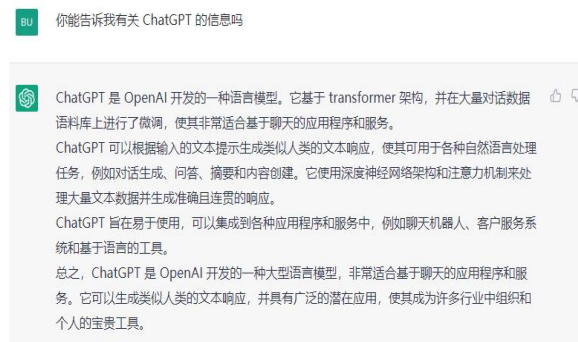 BU
你能告诉我有关 ChatGPT 的信息吗
ChatGPT 是 OpenAI 开发的一种语言模型。它基于 transformer 架构，并在大量对话数据
语料库上进行了微调，使其非常适合基于聊天的应用程序和服务。
ChatGPT 可以根据输入的文本提示生成类似人类的文本响应，使其可用于各种自然语言处理
任务，例如对话生成、问答、摘要和内容创建。它使用深度神经网络架构和注意力机制来处
理大量文本数据并生成准确且连贯的响应。
ChatGPT 旨在易于使用，可以集成到各种应用程序和服务中，例如聊天机器人、客户服务系
统和基于语言的工具。
总之，ChatGPT 是 OpenAI 开发的一种大型语言模型，非常适合基于聊天的应用程序和服
务。它可以生成类似人类的文本响应，并具有广泛的潜在应用，使其成为许多行业中组织和
个人的宝贵工具。